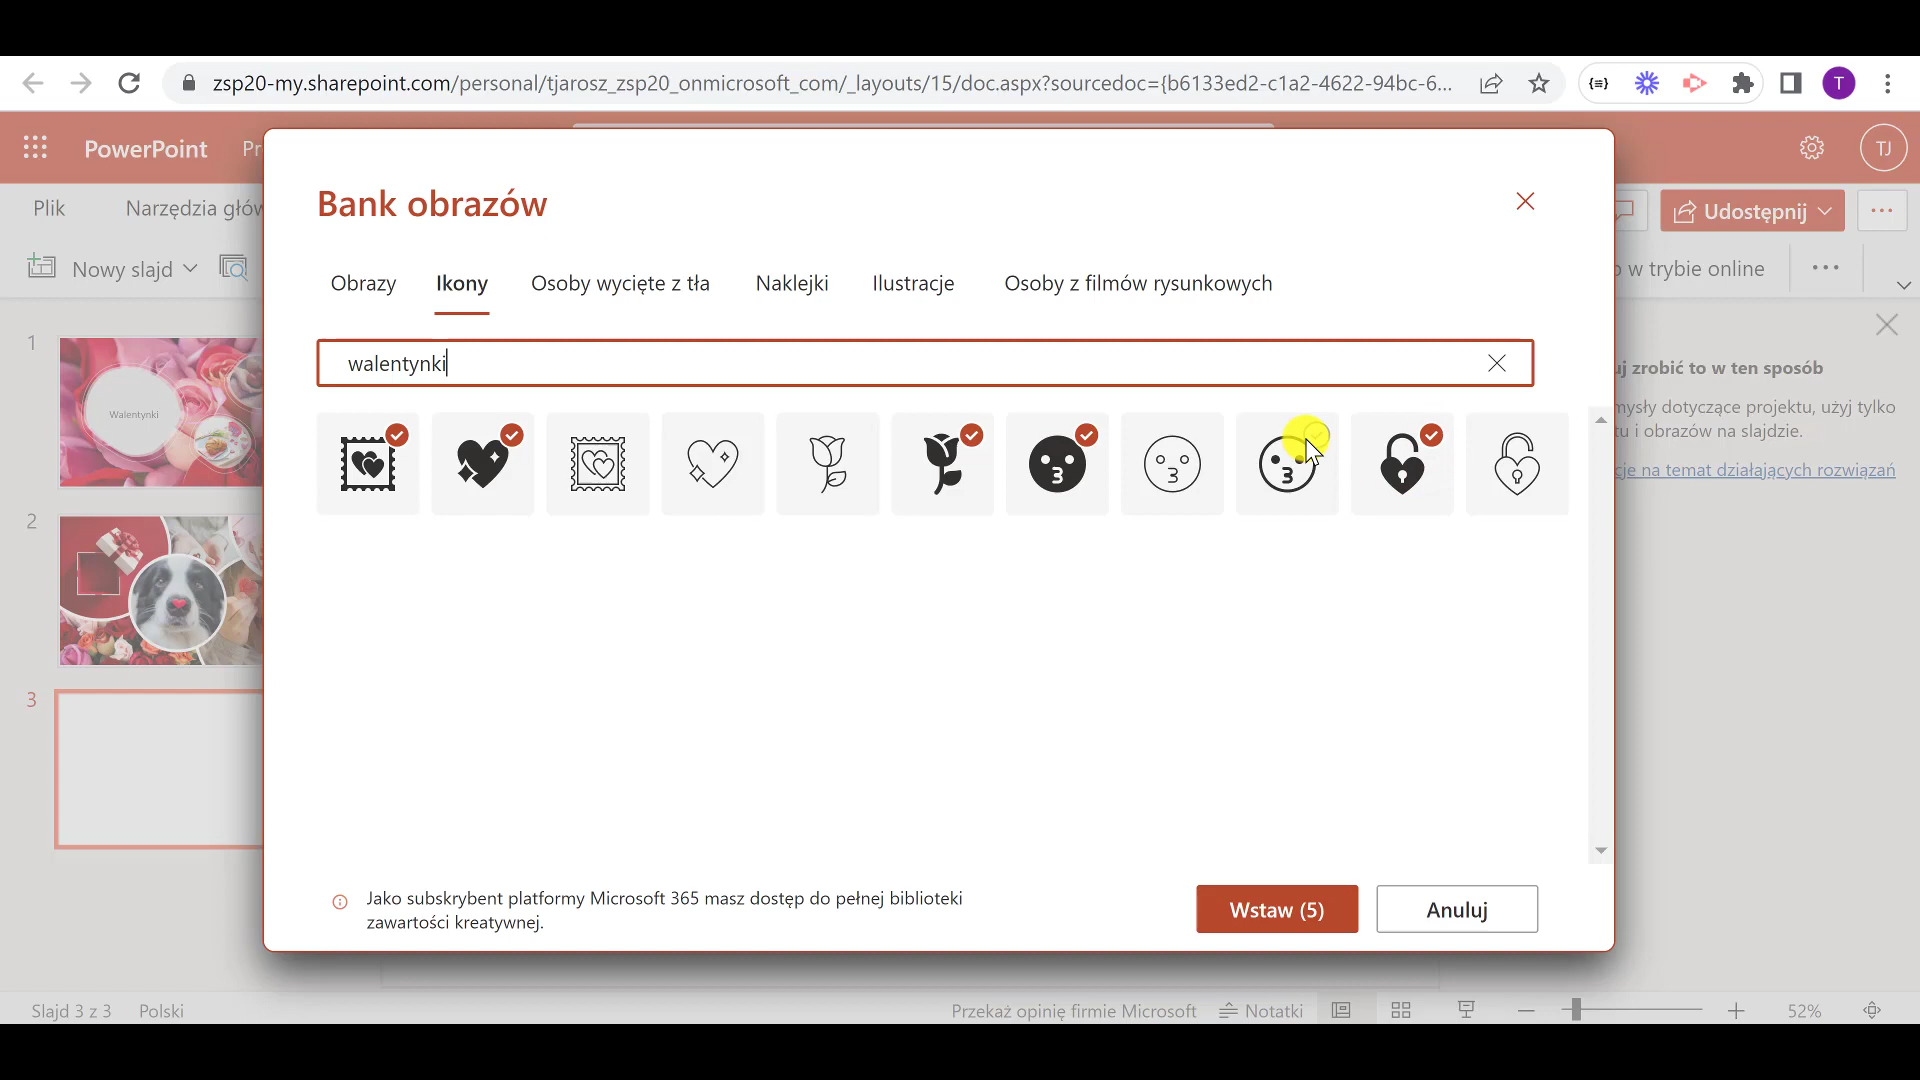 zsp20-my.sharepoint.com/personal/tjarosz_zsp20_onmicrosoft_com/_layouts/15/doc.aspx?sourcedoc={b6133ed2-c1a2-4622-94bc-6...
T
PowerPoint
Pr
TJ
Plik
Narzędzia głów
Udostępnij
Nowy slajd
w trybie online
Bank obrazów
Obrazy
Ikony
Osoby wycięte z tła
Naklejki
Ilustracje
Osoby z filmów rysunkowych
walentynki
1
Walentynki
2
3
uj zrobić to w ten sposób
mysły dotyczące projektu, użyj tylko
tu i obrazów na slajdzie.
cje na temat działających rozwiązań
Jako subskrybent platformy Microsoft 365 masz dostęp do pełnej biblioteki
zawartości kreatywnej.
Wstaw (5)
Anuluj
Slajd 3 z 3
Polski
Przekaż opinię firmie Microsoft
Notatki
52%